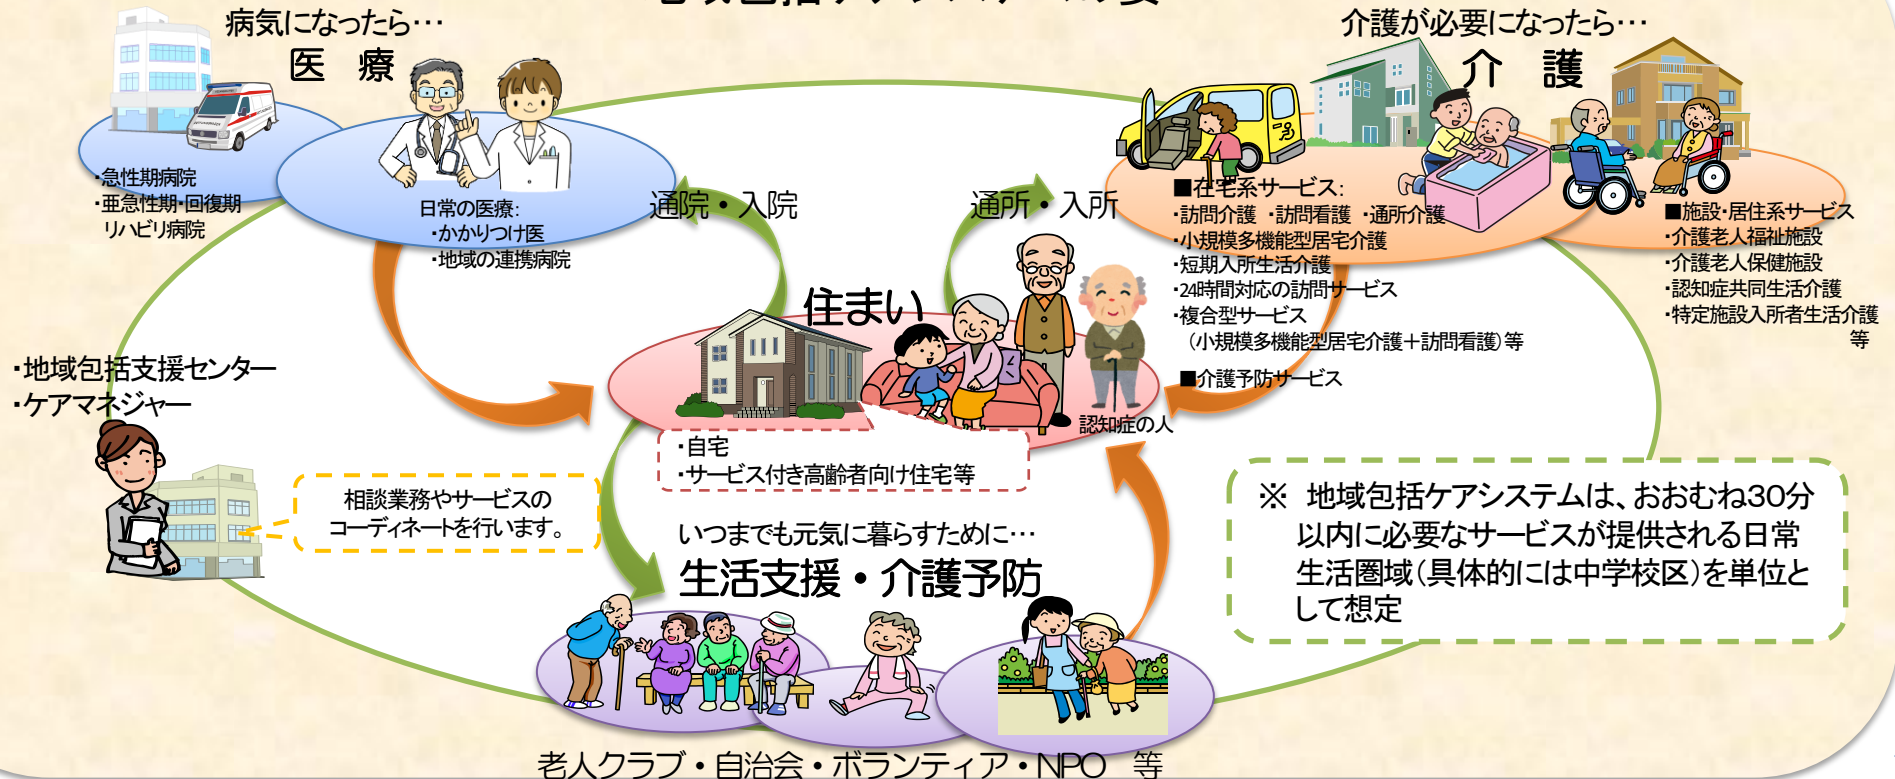 病気になったら…
医 療
・急性期病院
・亜急性期・回復期
リハビリ病院
日常の医療：
・かかりつけ医
・地域の連携病院
通院・入院
通所・入所
介護が必要になったら…
介 護
■在宅系サービス：
・訪問介護 ・訪問看護 ・通所介護
・小規模多機能型居宅介護
・短期入所生活介護
・24時間対応の訪問サービス
・複合型サービス
（小規模多機能型居宅介護＋訪問看護）等
■介護予防サービス
■施設・居住系サービス
・介護老人福祉施設
・介護老人保健施設
・認知症共同生活介護
・特定施設入所者生活介護
等
住まい
認知症の人
・自宅
・サービス付き高齢者向け住宅等
・地域包括支援センター
・ケアマネジャー
相談業務やサービスの
コーディネートを行います。
いつまでも元気に暮らすために…
生活支援・介護予防
老人クラブ・自治会・ボランティア・NPO 等
※ 地域包括ケアシステムは、おおむね30分
以内に必要なサービスが提供される日常
生活圏域（具体的には中学校区）を単位と
して想定